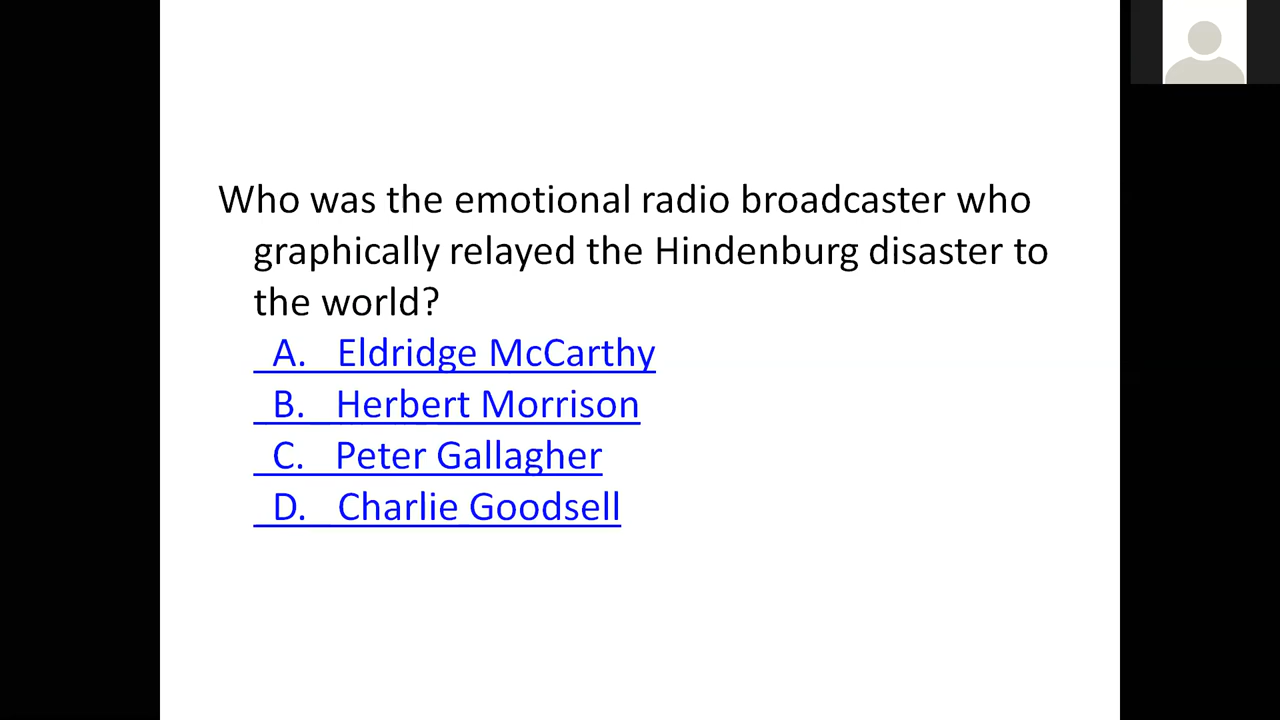 Who was the emotional radio broadcaster who
graphically relayed the Hindenburg disaster to
the world?
A. Eldridge McCarthy
B. Herbert Morrison
C. Peter Gallagher
D. Charlie Goodsell